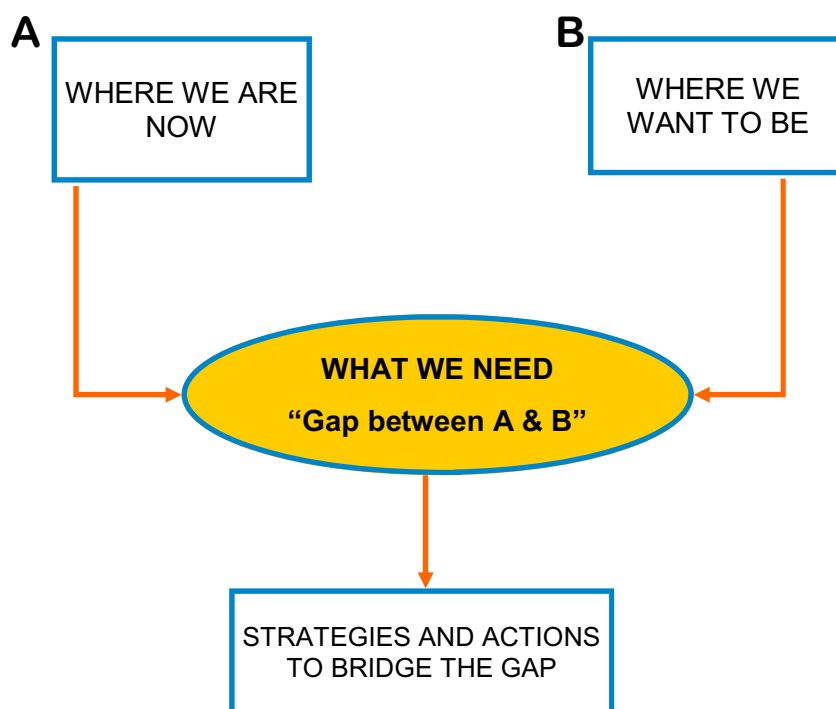 A
WHERE WE ARE
NOW
B
WHERE WE
WANT TO BE
WHAT WE NEED
“Gap between A & B”
STRATEGIES AND ACTIONS
TO BRIDGE THE GAP